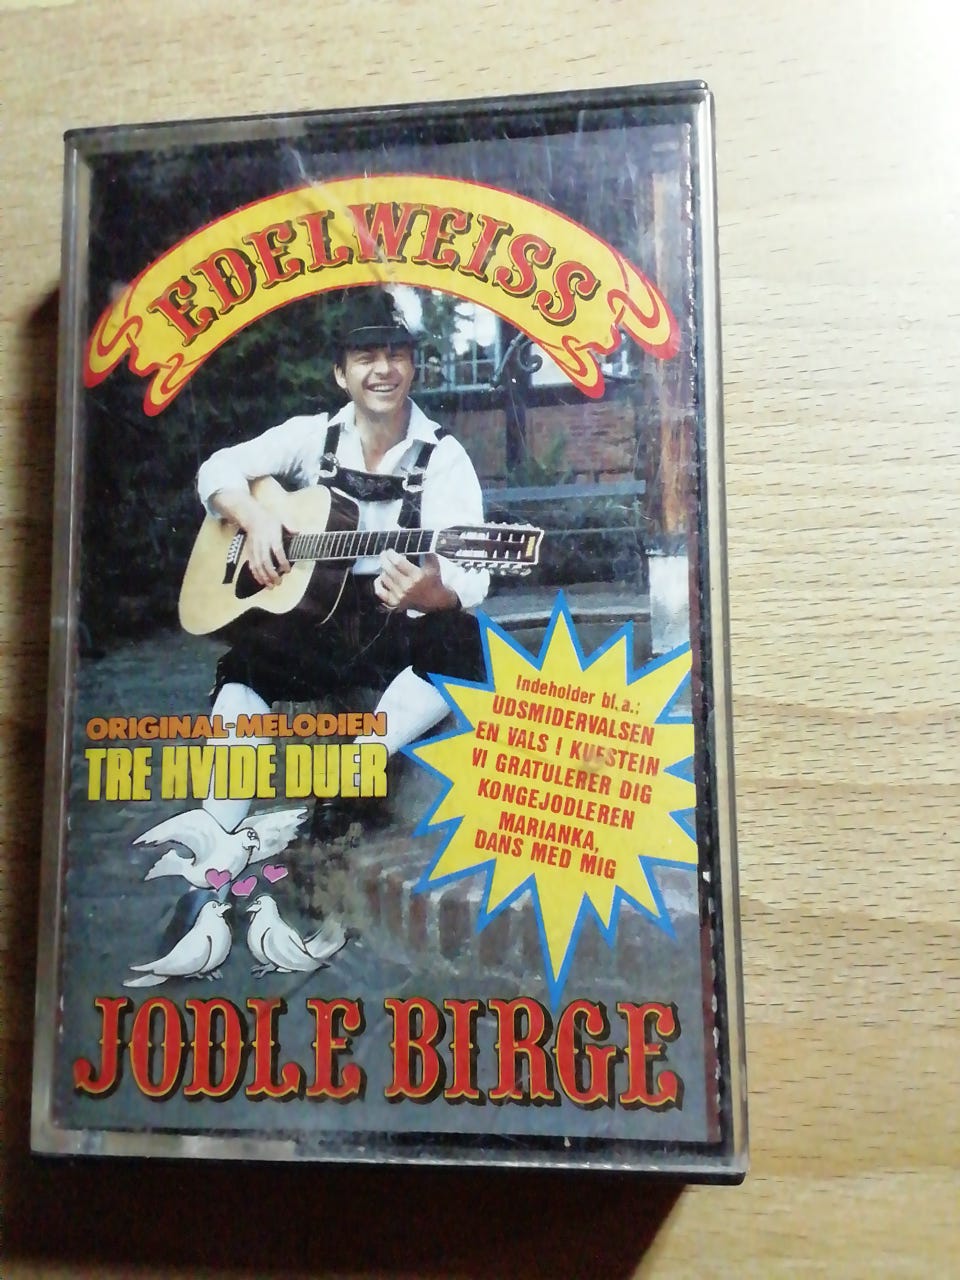 EDELWEISS
ORIGINAL-MELODIEN
TRE HVIDE DUER
Indeholder bl.a.:
UDSMIDERVALSEN
EN VALS I KUFSTEIN
VI GRATULERER DIG
KONGEJODLEREN
MARIANKA,
DANS MED MIG
JODLE BIRGE